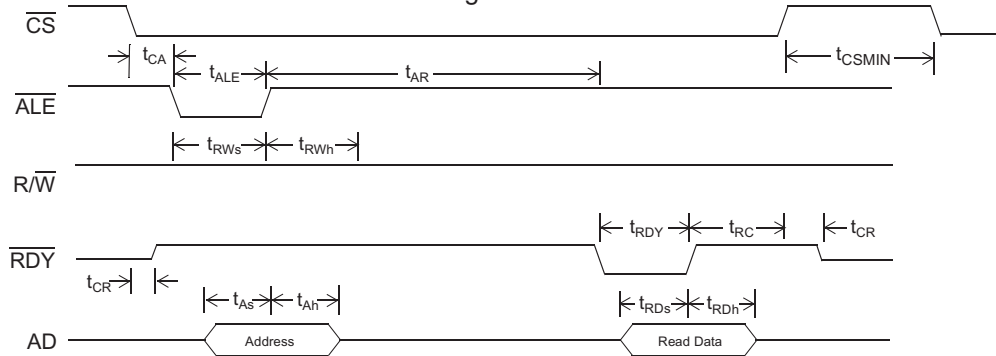 CS
tCA
tALE
tAR
tCSMIN
ALE
tRWs
tRWh
R/W
tRDY
tRC
tCR
RDY
tCR
tAs
tAh
tRDs
tRDh
AD
Address
Read Data